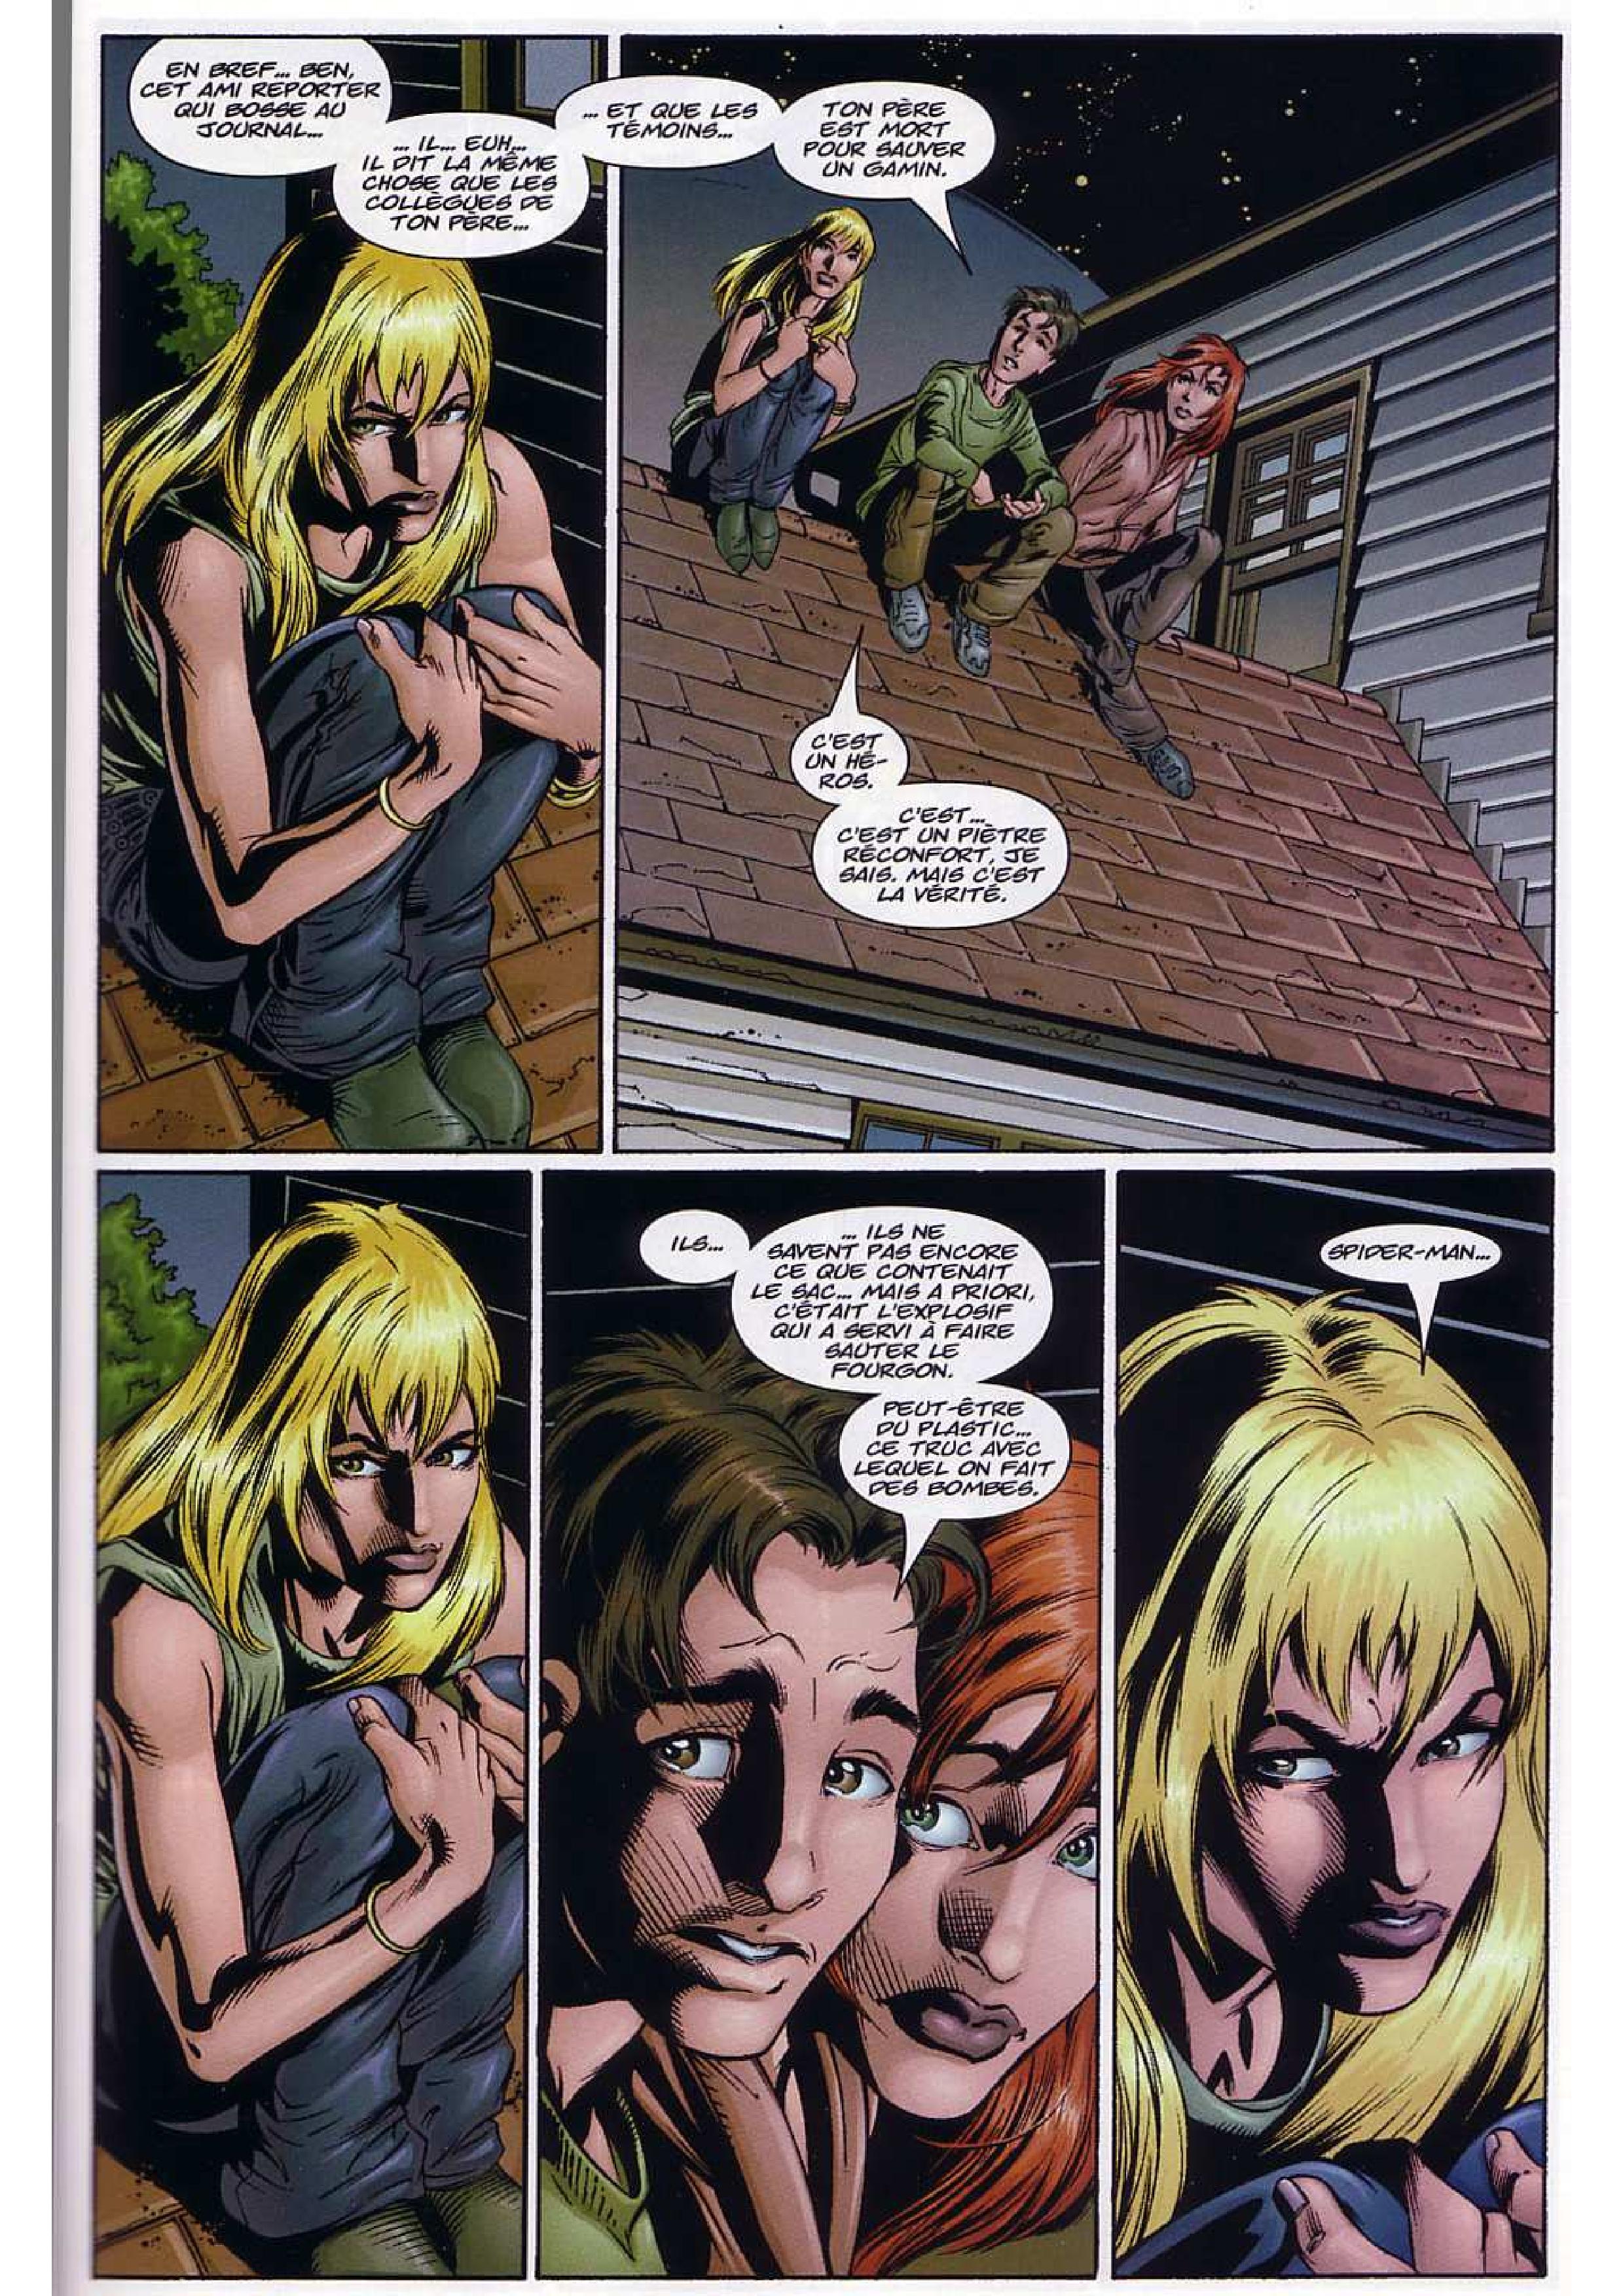 EN BREF... BEN,
CET AMI REPORTER
QUI BOSSE AU
JOURNAL...
... IL... EUH...
IL DIT LA MÊME
CHOSE QUE LES
COLLÈGUES DE
TON PÈRE...
... ET QUE LES
TÉMOINS...
TON PÈRE
EST MORT
POUR SAUVER
UN GAMIN.
C'EST
UN HÉ-
ROS.
C'EST...
C'EST UN PIÈTRE
RÉCONFORT, JE
SAIS. MAIS C'EST
LA VÉRITÉ.
ILS...
... ILS NE
SAVENT PAS ENCORE
CE QUE CONTENAIT
LE SAC... MAIS A PRIORI,
C'ÉTAIT L'EXPLOSIF
QUI A SERVI À FAIRE
SAUTER LE
FOURGON.
PEUT-ÊTRE
DU PLASTIC...
CE TRUC AVEC
LEQUEL ON FAIT
DES BOMBES.
SPIDER-MAN...